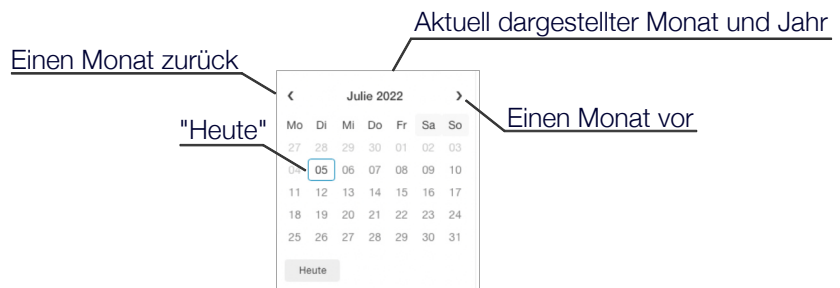 Aktuell dargestellter Monat und Jahr
Einen Monat zurück
Julie 2022
Einen Monat vor
"Heute"
Mo Di Mi Do Fr Sa So
27 28 29 30 01 02 03
04 05 06 07 08 09 10
11 12 13 14 15 16 17
18 19 20 21 22 23 24
25 26 27 28 29 30 31
Heute